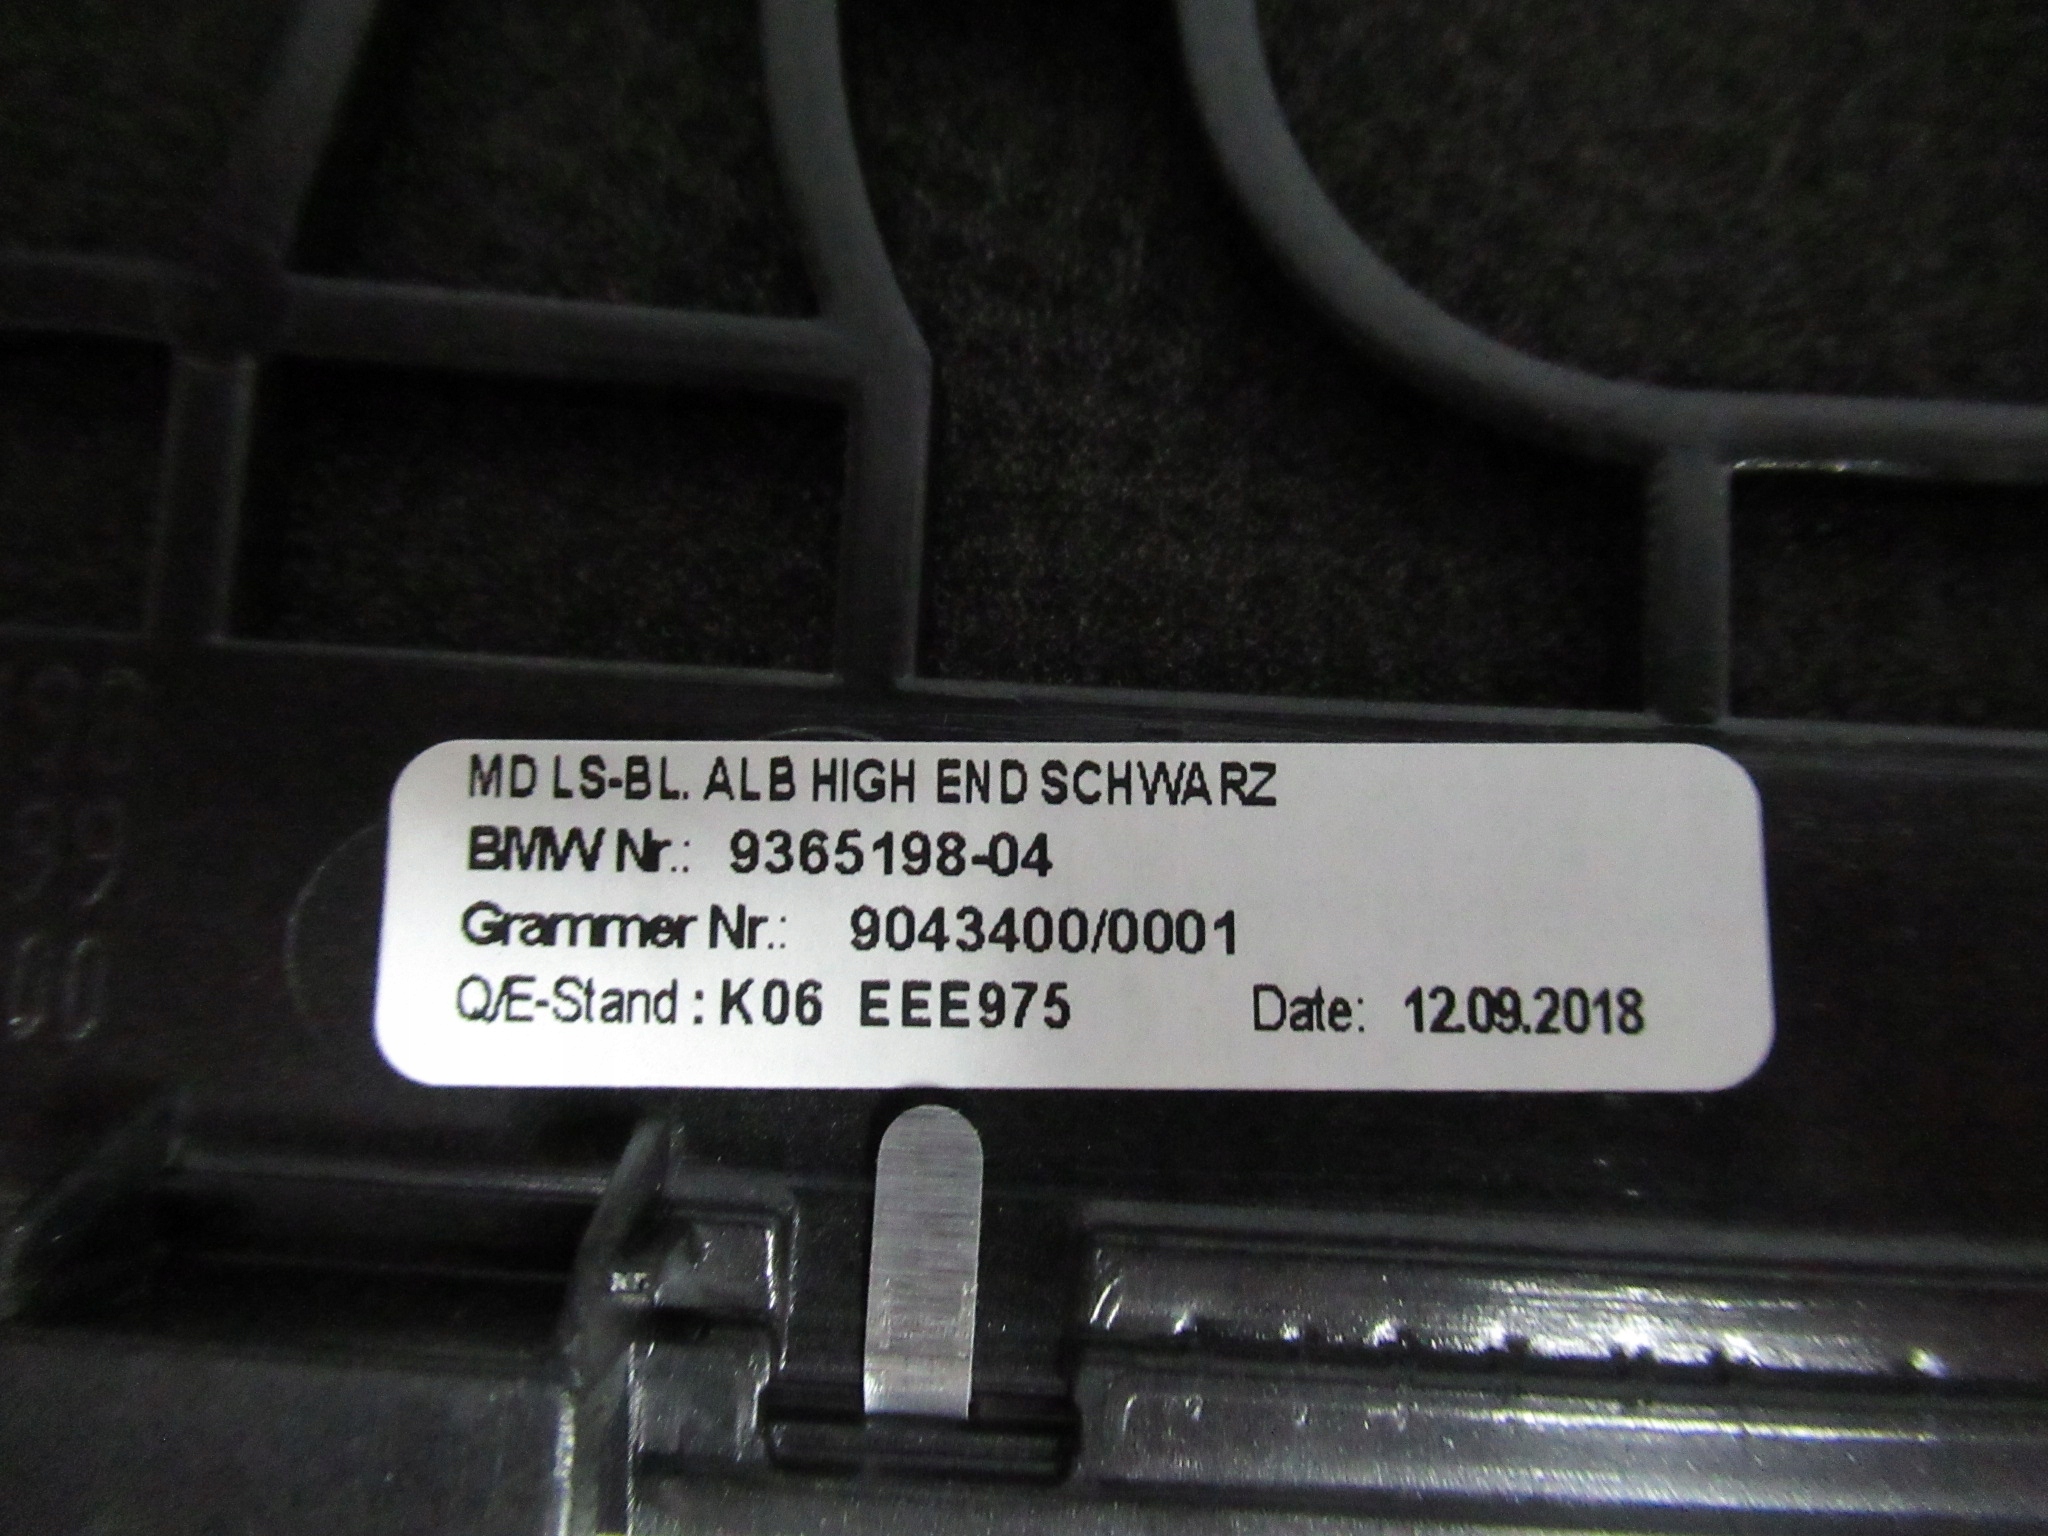 MD LS-BL. ALB HIGH END SCHWARZ
BMW Nr.: 9365198-04
Grammer Nr.: 9043400/0001
Q/E-Stand : K06 EEE975 Date: 12.09.2018